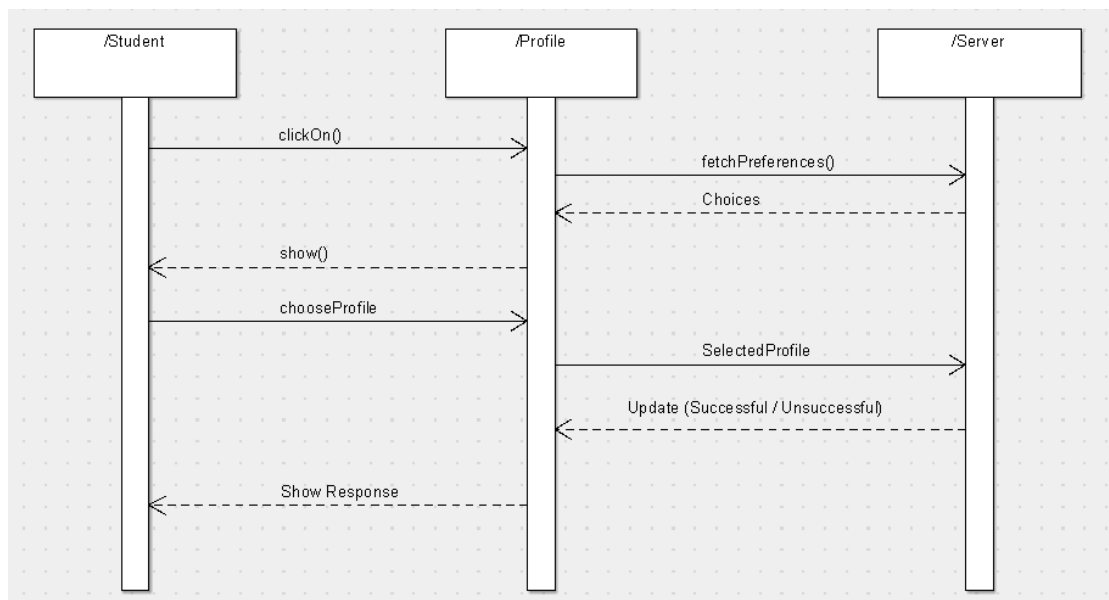 /Student
/Profile
/Server
clickOn()
fetchPreferences()
Choices
show()
chooseProfile
SelectedProfile
Update (Successful / Unsuccessful)
Show Response